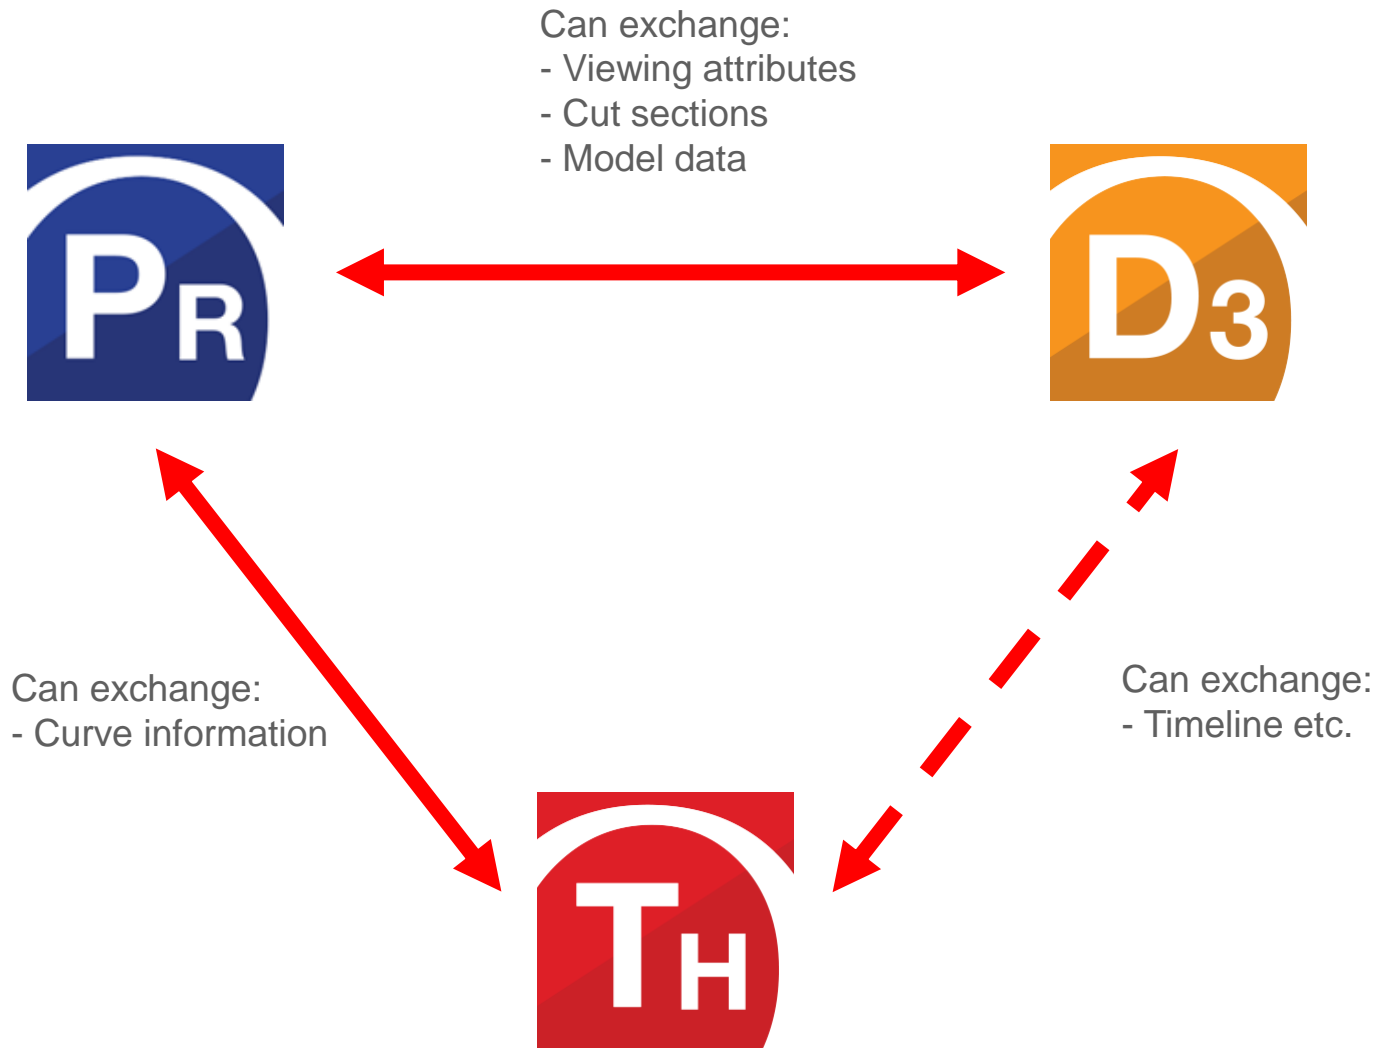 Can exchange:
- Viewing attributes
- Cut sections
- Model data
PR
D3
Can exchange:
- Curve information
Can exchange:
- Timeline etc.
TH